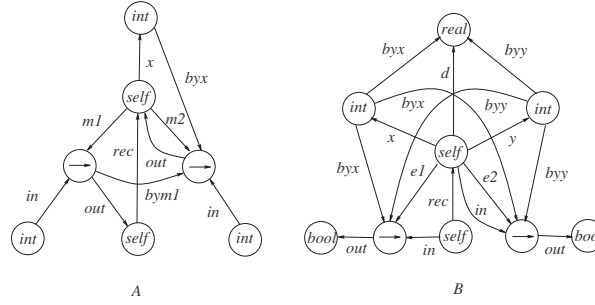 int
x
byx
self
m1
m2
rec
out
→
→
bym1
in
out
in
int
self
int
A
real
byx
byy
d
int
byx
byy
int
x
y
self
byx
byy
e1
e2
rec
in
bool
→
self
→
bool
out
in
out
B